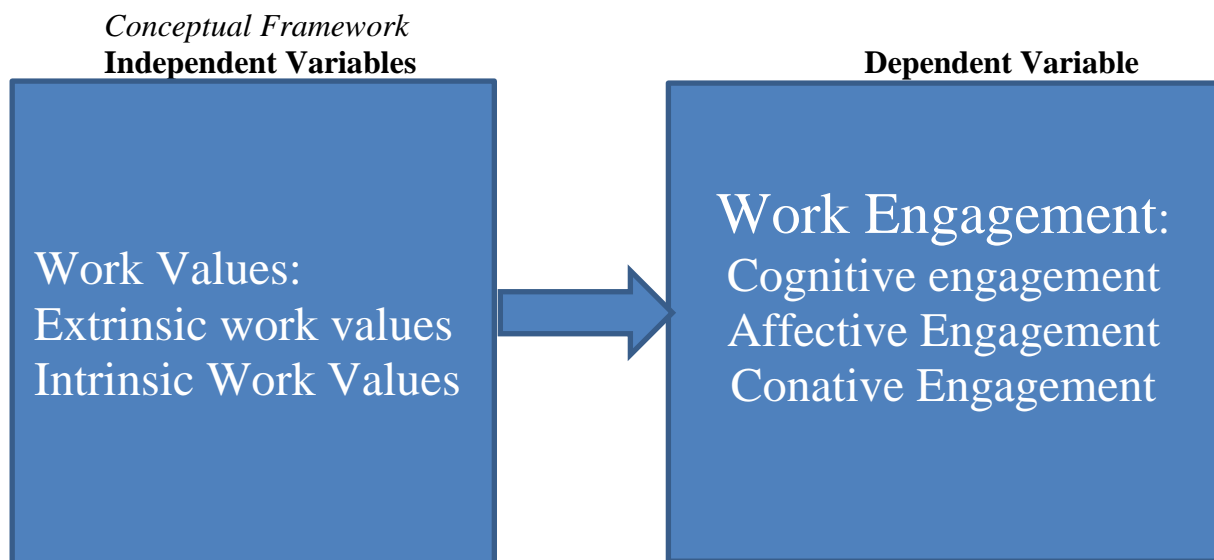 Conceptual Framework
Independent Variables
Dependent Variable
Work Values:
Extrinsic work values
Intrinsic Work Values
Work Engagement:
Cognitive engagement
Affective Engagement
Conative Engagement